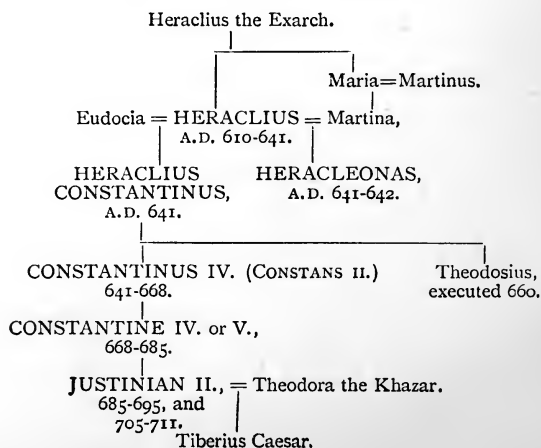 Heraclius the Exarch.
Maria=Martinus.
Eudocia = HERACLIUS = Martina,
A.D. 610-641.
HERACLIUS HERACLEONAS,
CONSTANTINUS, A.D. 641-642.
A.D. 641.
CONSTANTINUS IV. (CONSTANS II.) Theodosius,
641-668. executed 660.
CONSTANTINE IV. or V.,
668-685.
JUSTINIAN II., = Theodora the Khazar.
685-695, and
705-711.
Tiberius Caesar.